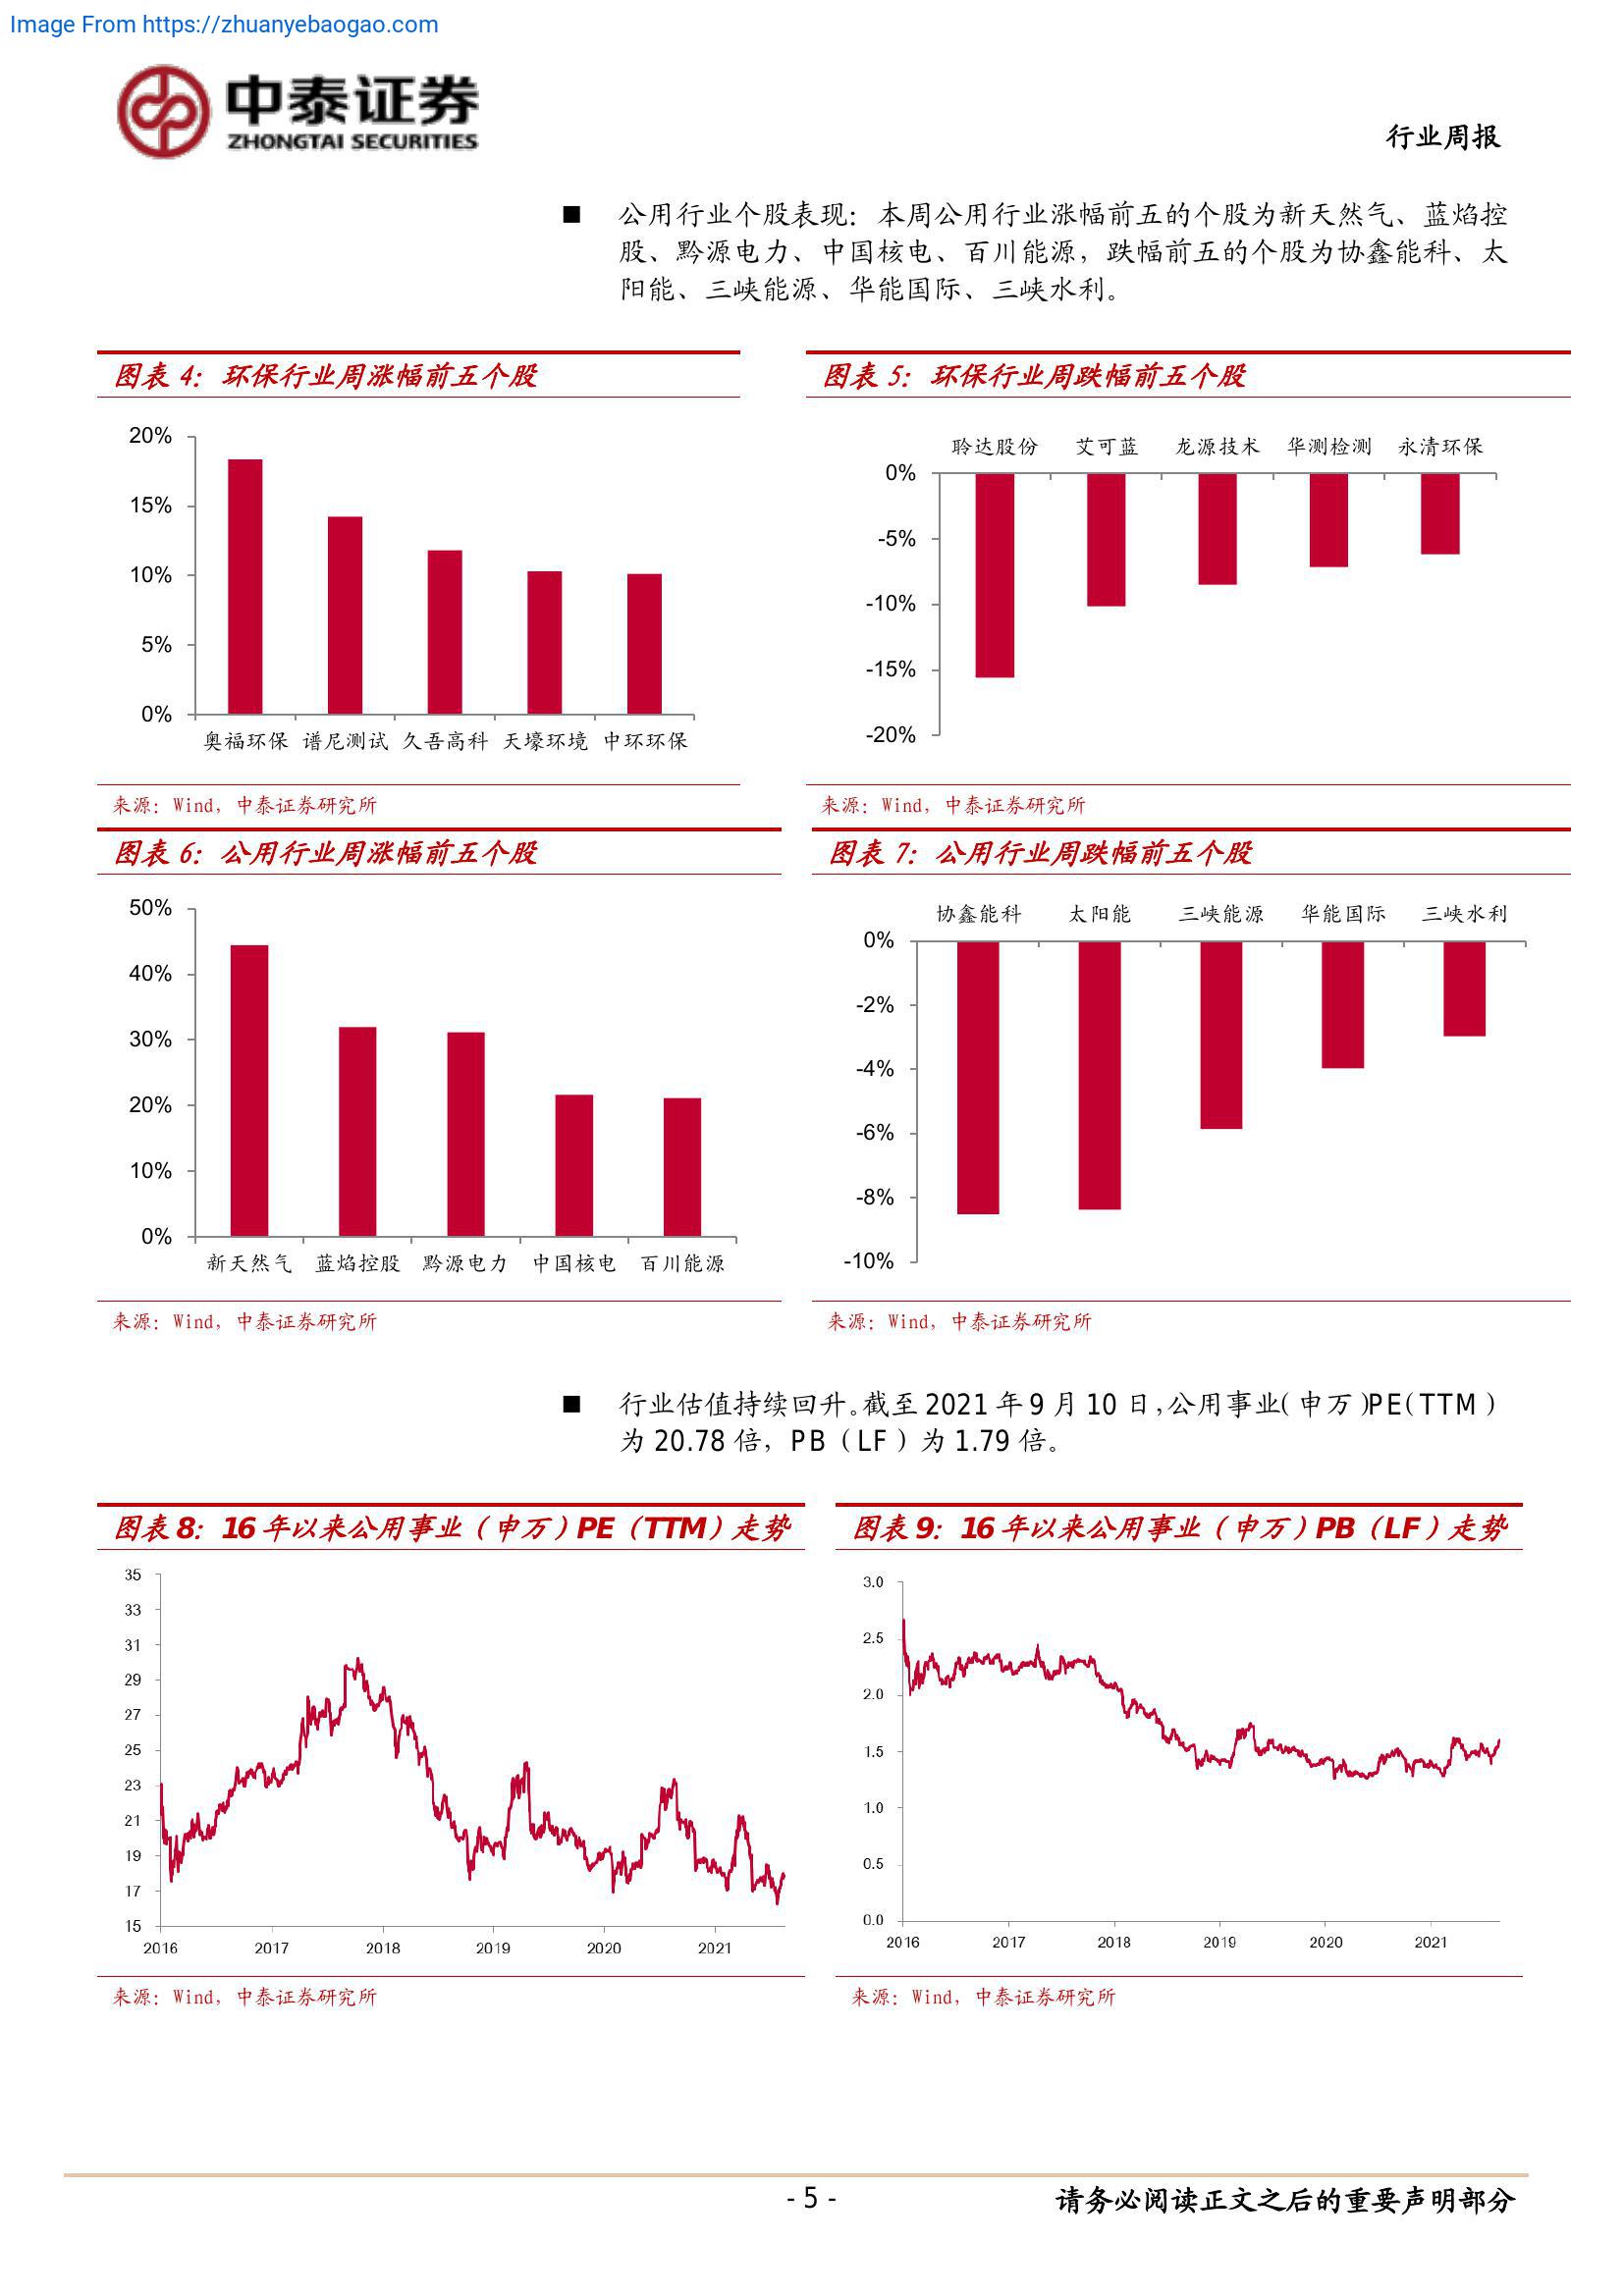 Image From https://zhuanyebaogao.com
中泰证券
ZHONGTAI SECURITIES
行业周报
■ 公用行业个股表现：本周公用行业涨幅前五的个股为新天然气、蓝焰控
股、黔源电力、中国核电、百川能源，跌幅前五的个股为协鑫能科、太
阳能、三峡能源、华能国际、三峡水利。
图表 4：环保行业周涨幅前五个股
20%
15%
10%
5%
0%
奥福环保 谱尼测试 久吾高科 天壕环境 中环环保
来源：Wind，中泰证券研究所
图表 5：环保行业周跌幅前五个股
聆达股份 艾可蓝 龙源技术 华测检测 永清环保
0%
-5%
-10%
-15%
-20%
来源：Wind，中泰证券研究所
图表 6：公用行业周涨幅前五个股
50%
40%
30%
20%
10%
0%
新天然气 蓝焰控股 黔源电力 中国核电 百川能源
来源：Wind，中泰证券研究所
图表 7：公用行业周跌幅前五个股
协鑫能科 太阳能 三峡能源 华能国际 三峡水利
0%
-2%
-4%
-6%
-8%
-10%
来源：Wind，中泰证券研究所
■ 行业估值持续回升。截至 2021 年 9 月 10 日，公用事业（申万）PE（TTM）
为 20.78 倍，PB（LF）为 1.79 倍。
图表 8：16 年以来公用事业（申万）PE（TTM）走势
35
33
31
29
27
25
23
21
19
17
15
2016 2017 2018 2019 2020 2021
来源：Wind，中泰证券研究所
图表 9：16 年以来公用事业（申万）PB（LF）走势
3.0
2.5
2.0
1.5
1.0
0.5
0.0
2016 2017 2018 2019 2020 2021
来源：Wind，中泰证券研究所
- 5 -
请务必阅读正文之后的重要声明部分